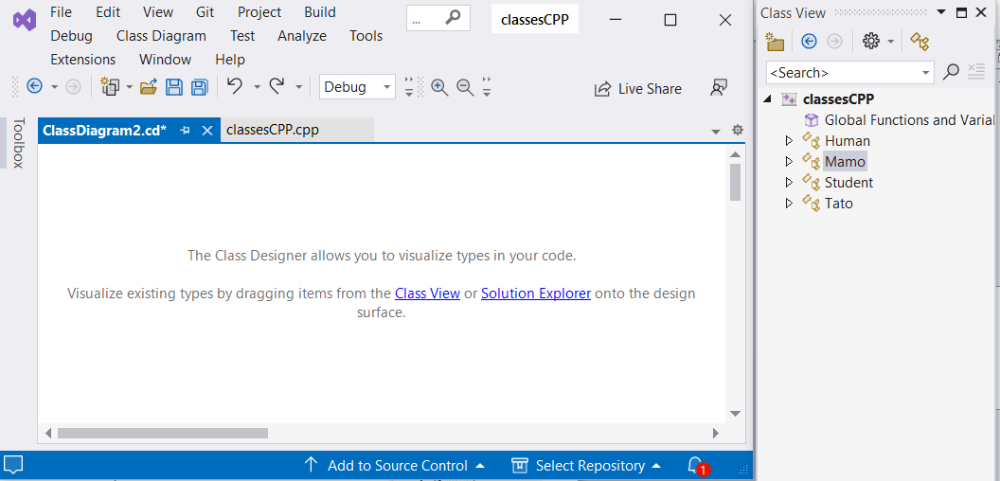 File Edit View Git Project Build
Debug Class Diagram Test Analyze Tools
Extensions Window Help
...
classesCPP
Debug
Live Share
Toolbox
ClassDiagram2.cd*
classesCPP.cpp
The Class Designer allows you to visualize types in your code.
Visualize existing types by dragging items from the Class View or Solution Explorer onto the design
surface.
Add to Source Control
Select Repository
1
Class View
<Search>
classesCPP
Global Functions and Varial
Human
Mamo
Student
Tato